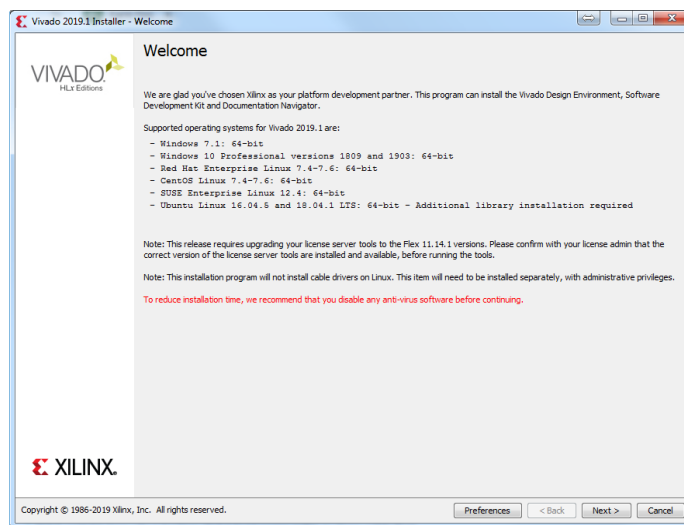 Vivado 2019.1 Installer - Welcome
VIVADO.
HLx Editions
Welcome
We are glad you've chosen Xilinx as your platform development partner. This program can install the Vivado Design Environment, Software
Development Kit and Documentation Navigator.
Supported operating systems for Vivado 2019.1 are:
- Windows 7.1: 64-bit
- Windows 10 Professional versions 1809 and 1903: 64-bit
- Red Hat Enterprise Linux 7.4-7.6: 64-bit
- CentOS Linux 7.4-7.6: 64-bit
- SUSE Enterprise Linux 12.4: 64-bit
- Ubuntu Linux 16.04.5 and 18.04.1 LTS: 64-bit - Additional library installation required
Note: This release requires upgrading your license server tools to the Flex 11.14.1 versions. Please confirm with your license admin that the
correct version of the license server tools are installed and available, before running the tools.
Note: This installation program will not install cable drivers on Linux. This item will need to be installed separately, with administrative privileges.
To reduce installation time, we recommend that you disable any anti-virus software before continuing.
XILINX.
Copyright © 1986-2019 Xilinx, Inc. All rights reserved.
Preferences
< Back
Next >
Cancel